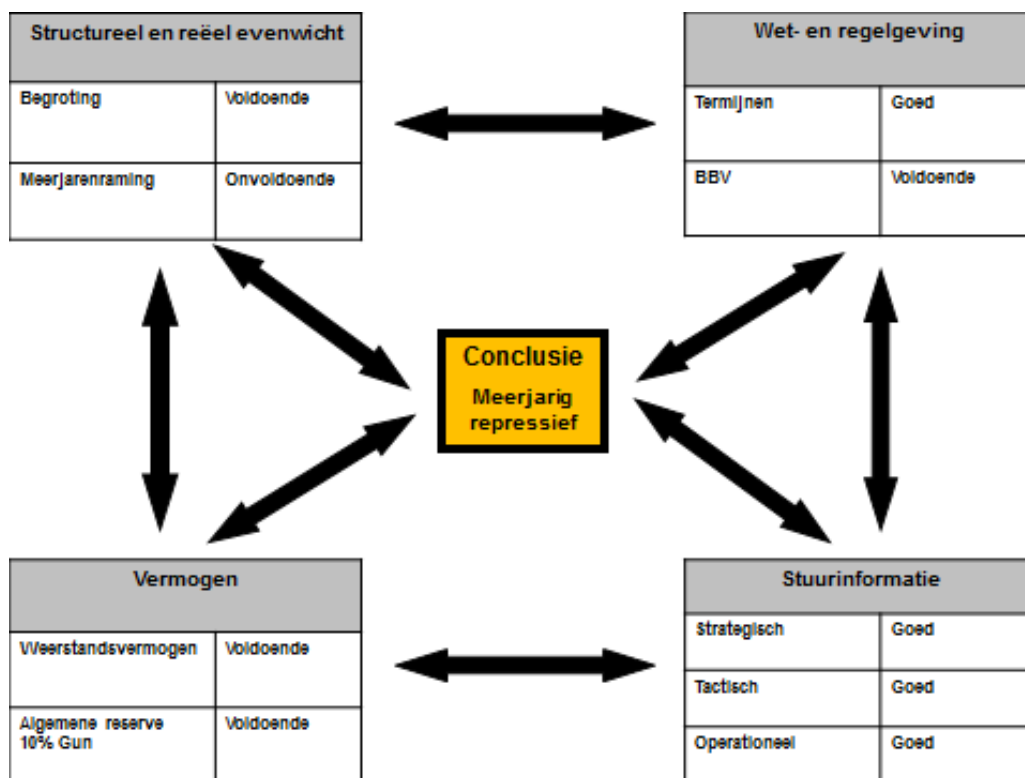 Structureel en reëel evenwicht
Begroting Voldoende
Meerjarenraming Onvoldoende
Wet- en regelgeving
Termijnen Goed
BBV Voldoende
Conclusie
Meerjarig
repressief
Vermogen
Weerstandsvermogen Voldoende
Algemene reserve Voldoende
10% Gun
Stuurinformatie
Strategisch Goed
Tactisch Goed
Operationeel Goed